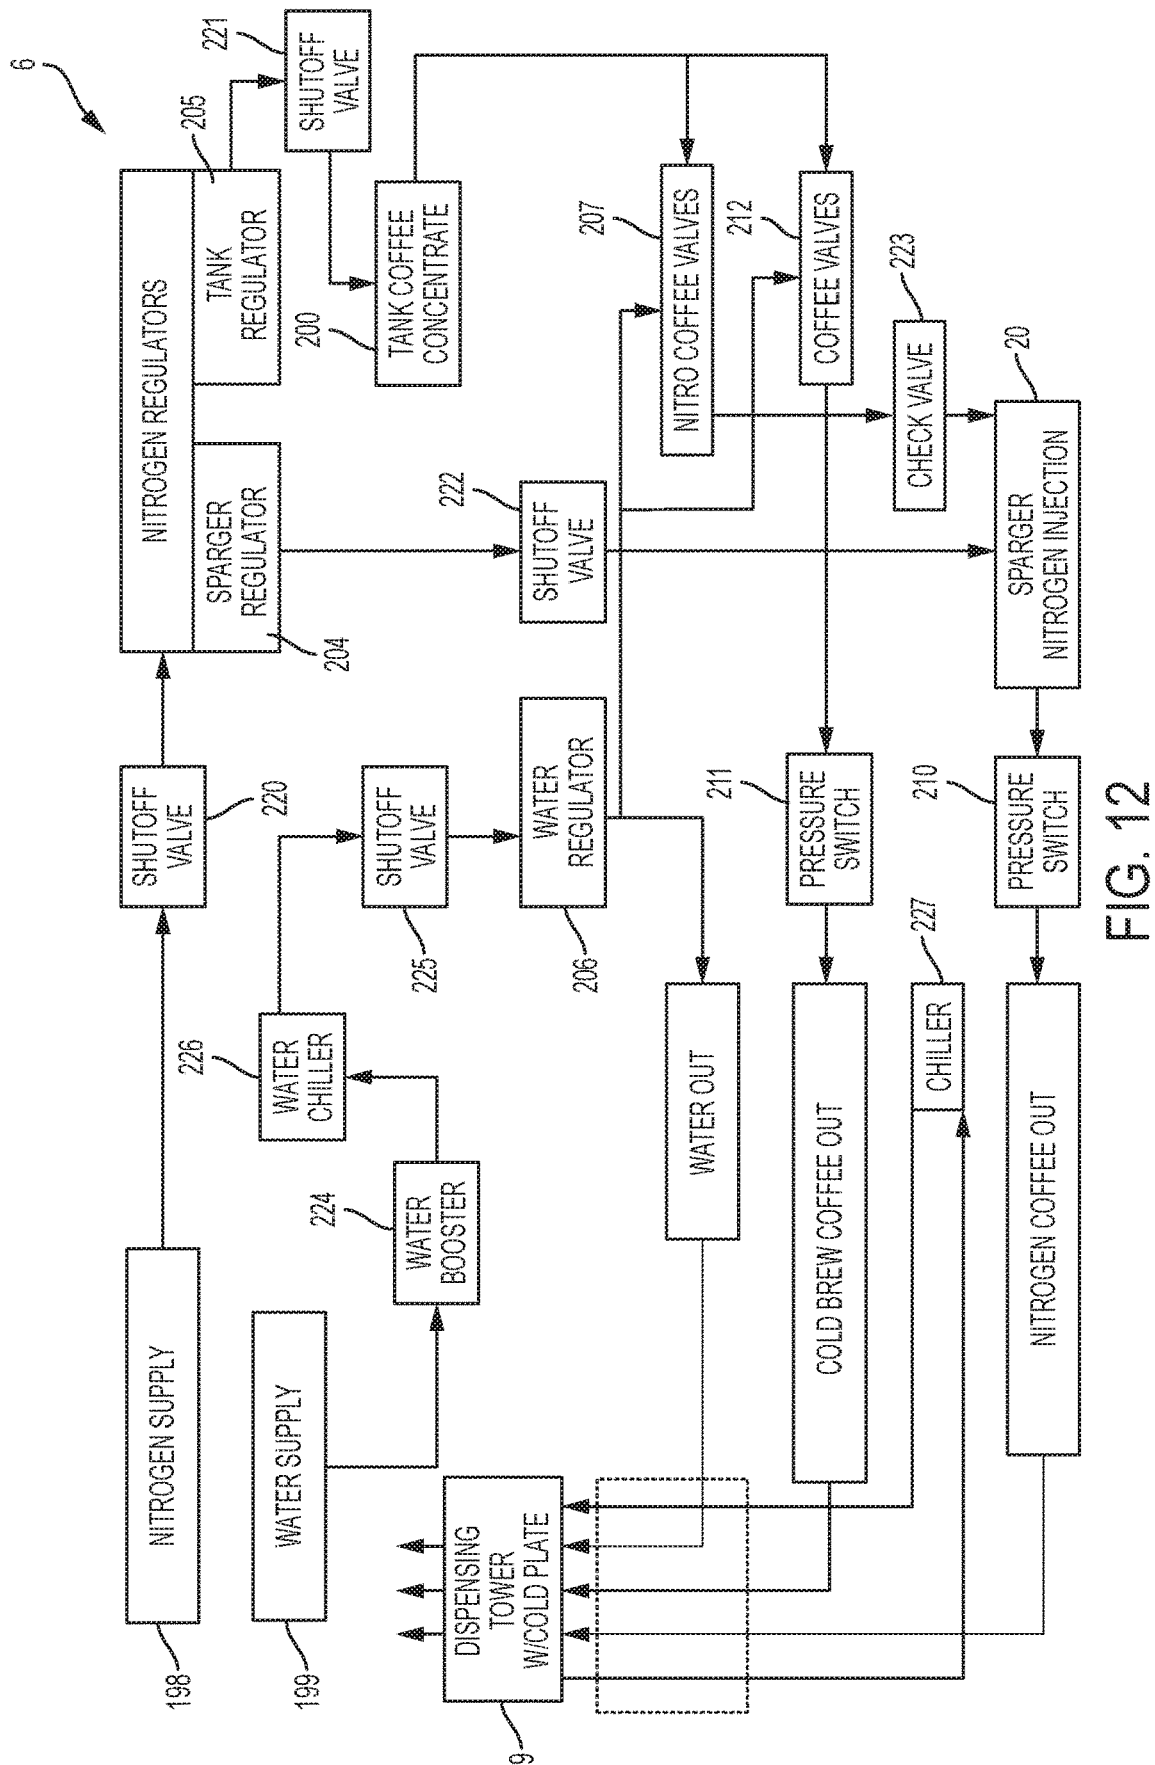 6
221
SHUTOFF
VALVE
205
NITROGEN REGULATORS
TANK
REGULATOR
SPARGER
REGULATOR
204
SHUTOFF
VALVE
220
NITROGEN SUPPLY
198
WATER SUPPLY
199
226
WATER
CHILLER
224
WATER
BOOSTER
SHUTOFF
VALVE
225
200
TANK COFFEE
CONCENTRATE
222
SHUTOFF
VALVE
WATER
REGULATOR
206
207
NITRO COFFEE VALVES
212
COFFEE VALVES
223
CHECK VALVE
20
SPARGER
NITROGEN INJECTION
211
PRESSURE
SWITCH
210
PRESSURE
SWITCH
WATER OUT
COLD BREW COFFEE OUT
227
CHILLER
NITROGEN COFFEE OUT
DISPENSING
TOWER
W/COLD PLATE
9
FIG. 12